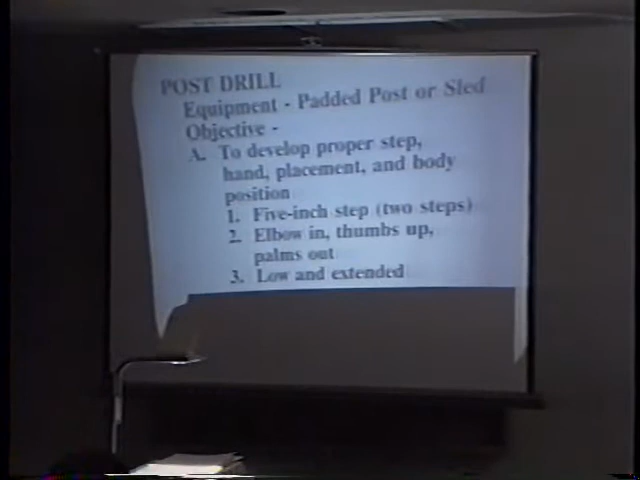 POST DRILL
Equipment - Padded Post or Sled
Objective -
A. To develop proper step,
hand, placement, and body
position
1. Five-inch step (two steps)
2. Elbow in, thumbs up,
palms out
3. Low and extended